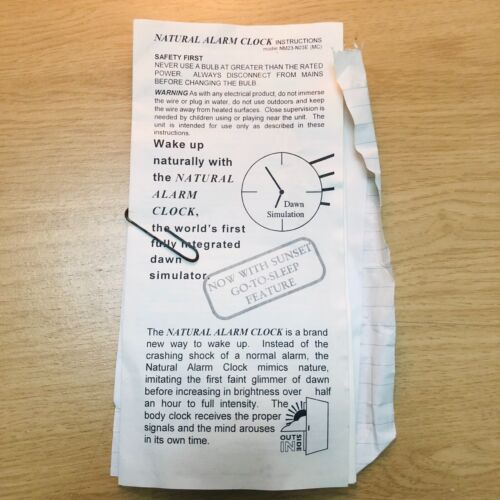 NATURAL ALARM CLOCK INSTRUCTIONS
model NM23-N03E (MC)
SAFETY FIRST
NEVER USE A BULB AT GREATER THAN THE RATED
POWER. ALWAYS DISCONNECT FROM MAINS
BEFORE CHANGING THE BULB.
WARNING As with any electrical product, do not immerse
the wire or plug in water, do not use outdoors and keep
the wire away from heated surfaces. Close supervision is
needed by children using or playing near the unit. The
unit is intended for use only as described in these
instructions.
Wake up
naturally with
the NATURAL
ALARM
CLOCK,
the world's first
fully integrated
dawn
simulator.
Dawn
Simulation
NOW WITH SUNSET
GO-TO-SLEEP
FEATURE
The NATURAL ALARM CLOCK is a brand
new way to wake up. Instead of the
crashing shock of a normal alarm, the
Natural Alarm Clock mimics nature,
imitating the first faint glimmer of dawn
before increasing in brightness over half
an hour to full intensity. The
body clock receives the proper
signals and the mind arouses
in its own time.
OUT SIDE
IN